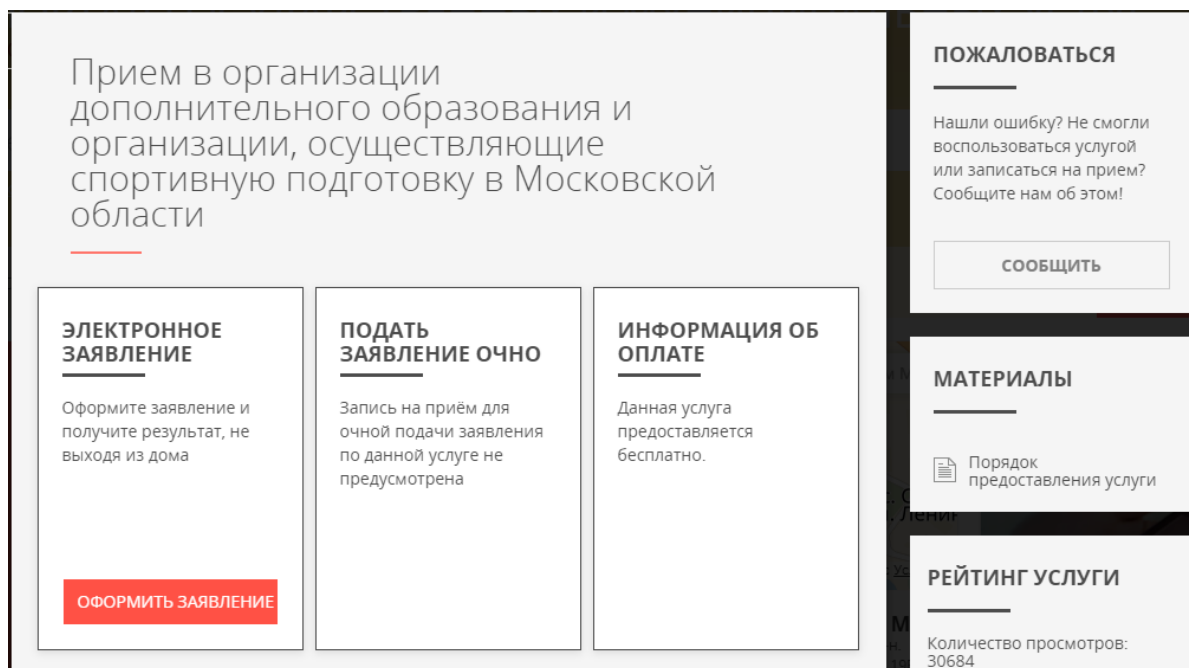 Прием в организации
дополнительного образования и
организации, осуществляющие
спортивную подготовку в Московской
области
ЭЛЕКТРОННОЕ
ЗАЯВЛЕНИЕ
Оформите заявление и
получите результат, не
выходя из дома
ОФОРМИТЬ ЗАЯВЛЕНИЕ
ПОДАТЬ
ЗАЯВЛЕНИЕ ОЧНО
Запись на приём для
очной подачи заявления
по данной услуге не
предусмотрена
ИНФОРМАЦИЯ ОБ
ОПЛАТЕ
Данная услуга
предоставляется
бесплатно.
ПОЖАЛОВАТЬСЯ
Нашли ошибку? Не смогли
воспользоваться услугой
или записаться на прием?
Сообщите нам об этом!
СООБЩИТЬ
МАТЕРИАЛЫ
Порядок
предоставления услуги
РЕЙТИНГ УСЛУГИ
Количество просмотров:
30684